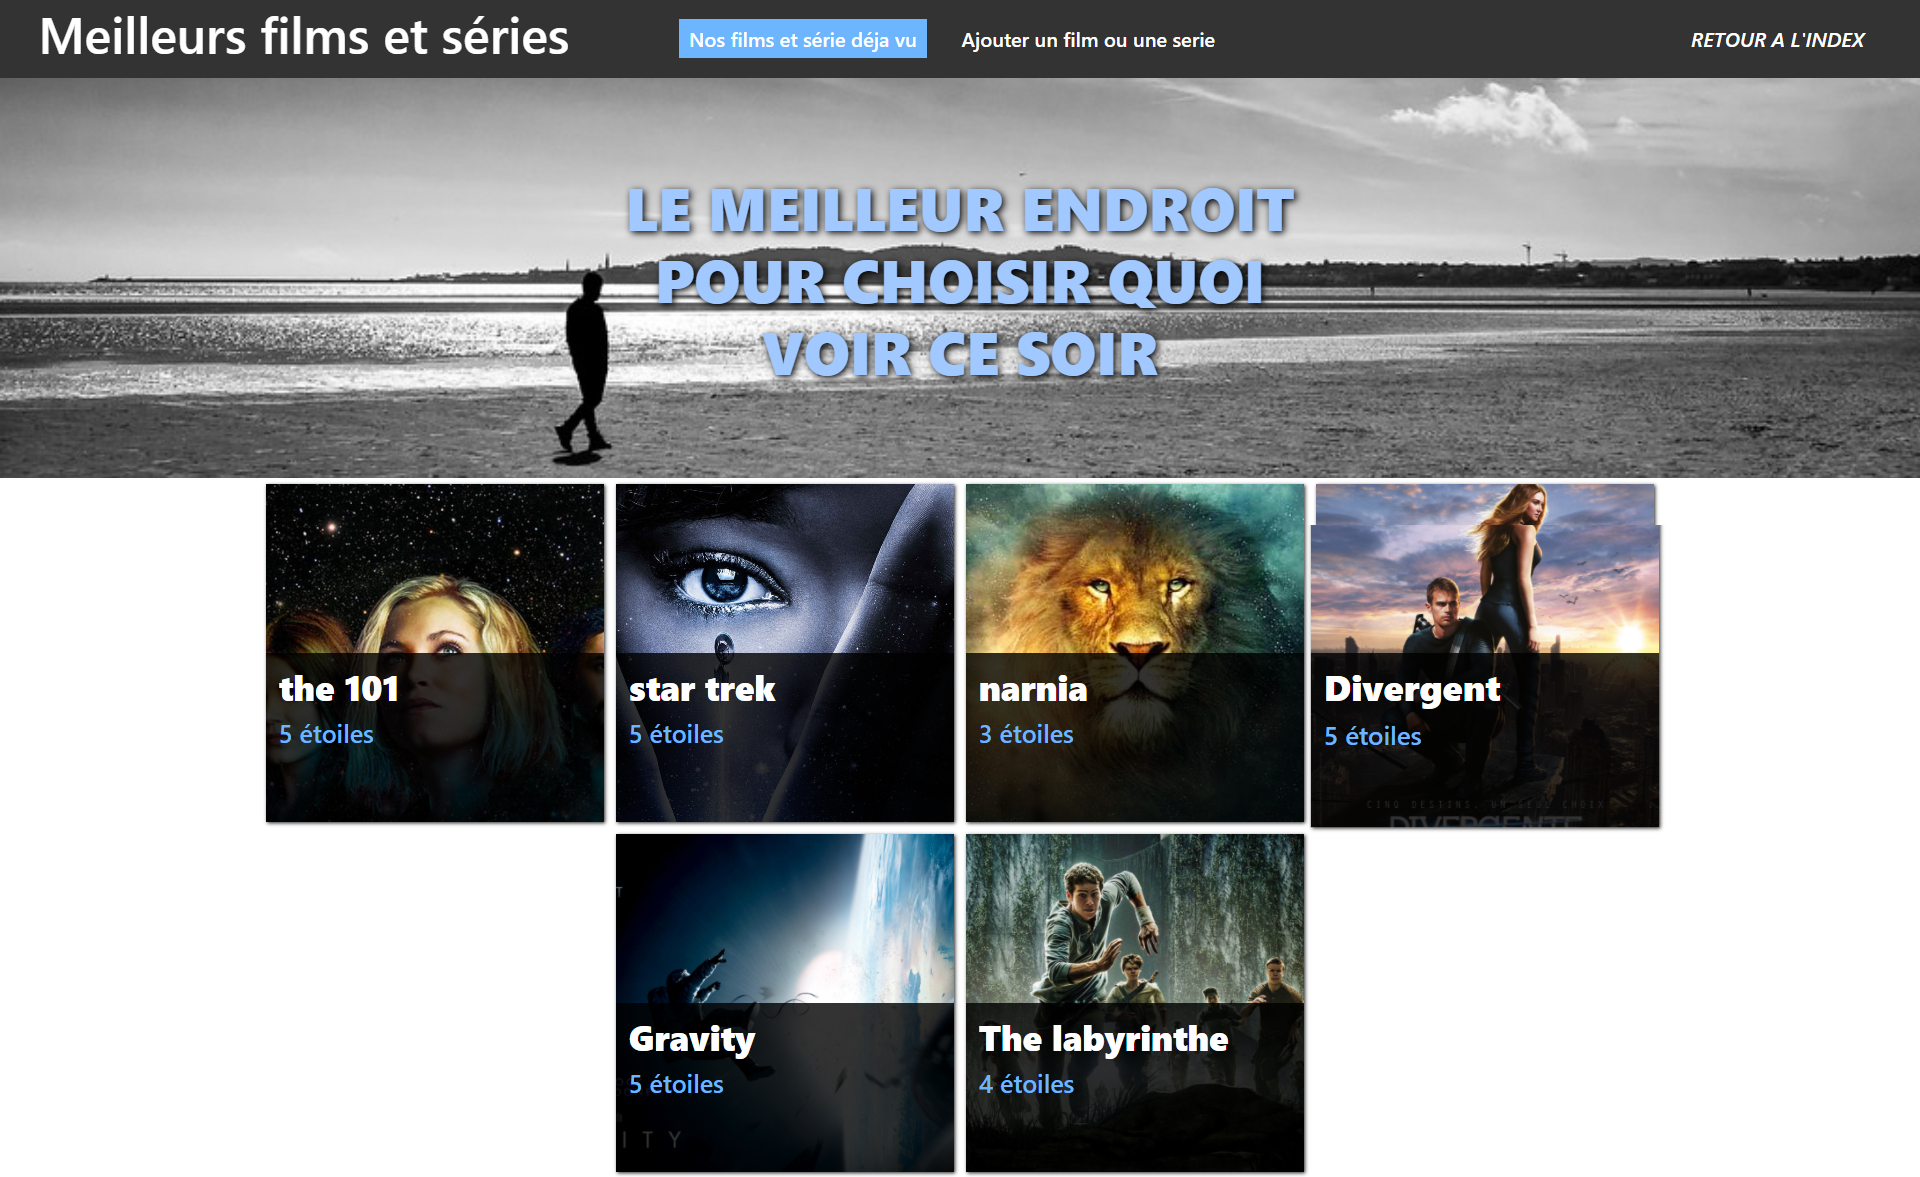 Meilleurs films et séries
Nos films et série déja vu
Ajouter un film ou une serie
RETOUR A L'INDEX
LE MEILLEUR ENDROIT
POUR CHOISIR QUOI
VOIR CE SOIR
the 101
5 étoiles
star trek
5 étoiles
narnia
3 étoiles
Divergent
5 étoiles
CINQ DESTINS, UN SEUL CHOIX
DIVERGENTE
Gravity
5 étoiles
ITY
The labyrinthe
4 étoiles